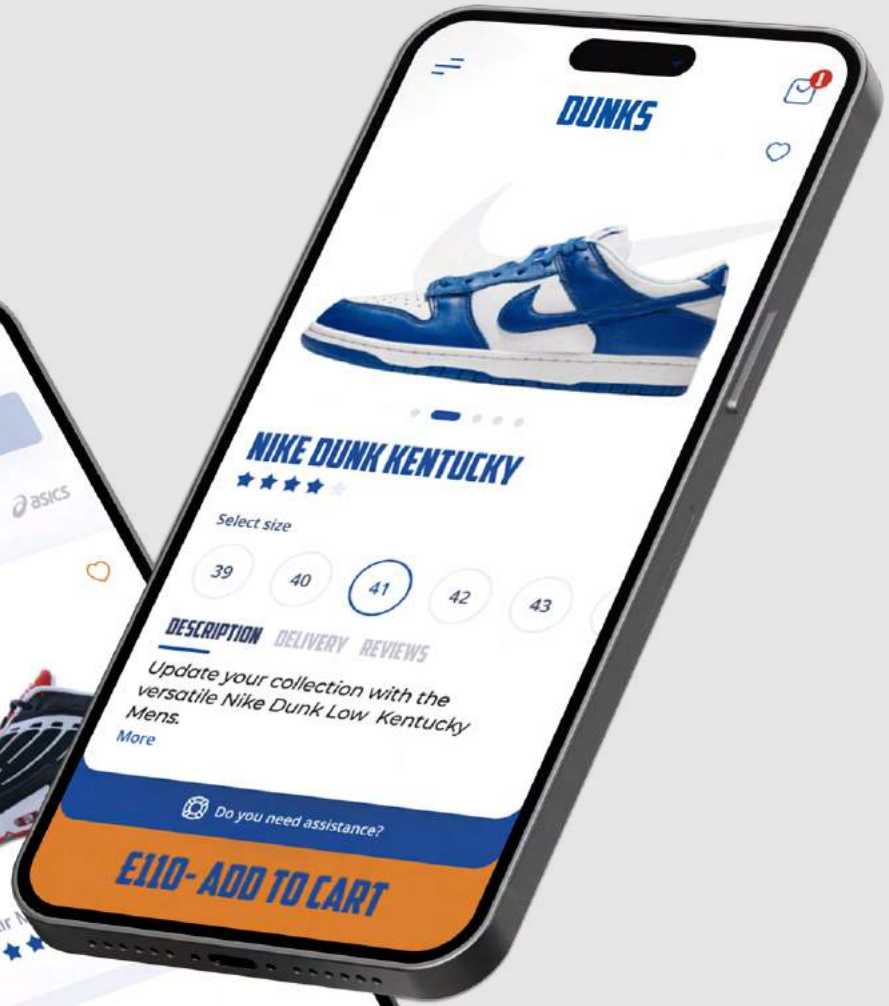 1
DUNKS
NIKE DUNK KENTUCKY
Select size
39 40 41 42 43
DESCRIPTION DELIVERY REVIEWS
Update your collection with the
versatile Nike Dunk Low Kentucky
Mens.
More
Do you need assistance?
£110- ADD TO CART
asics